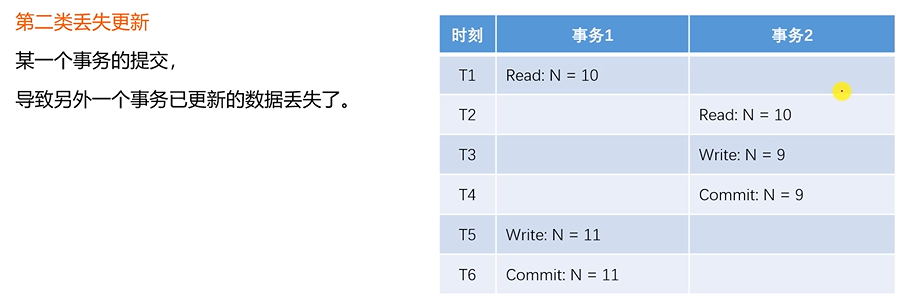 第二类丢失更新
某一个事务的提交，
导致另外一个事务已更新的数据丢失了。
时刻 事务1 事务2
T1 Read: N = 10
T2 Read: N = 10
T3 Write: N = 9
T4 Commit: N = 9
T5 Write: N = 11
T6 Commit: N = 11